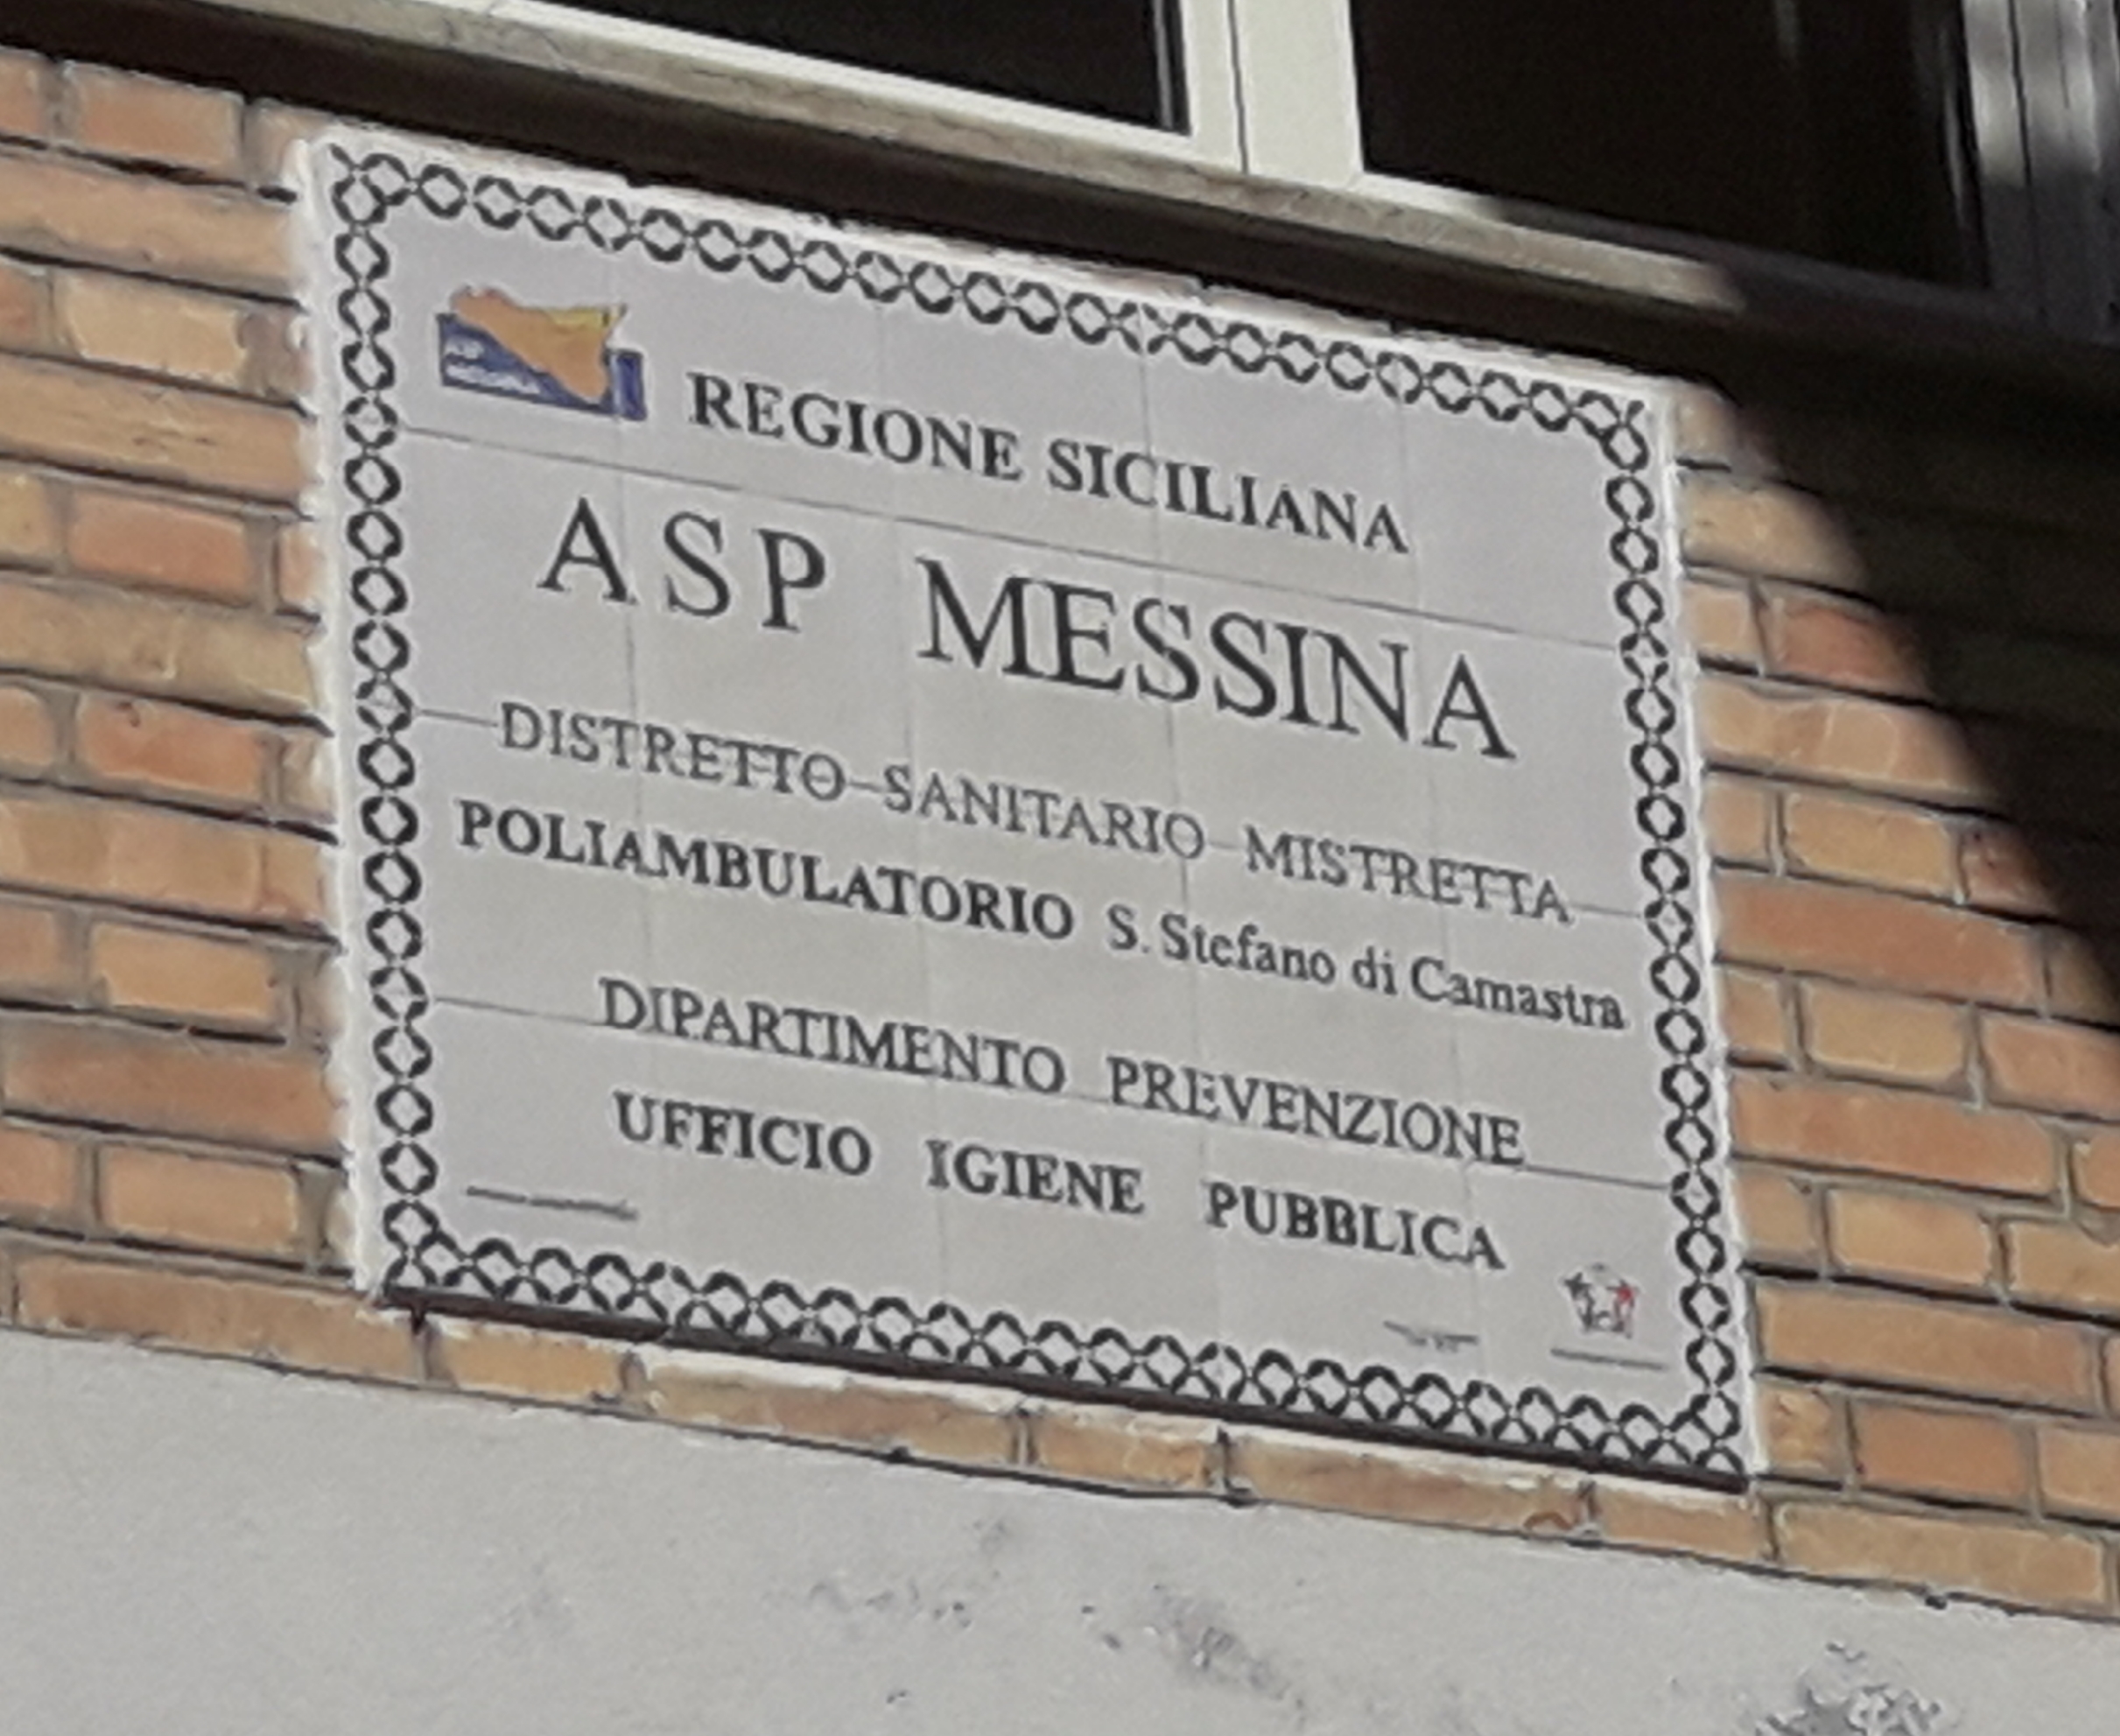 REGIONE SICILIANA
ASP MESSINA
DISTRETTO SANITARIO MISTRETTA
POLIAMBULATORIO S. Stefano di Camastra
DIPARTIMENTO PREVENZIONE
UFFICIO IGIENE PUBBLICA